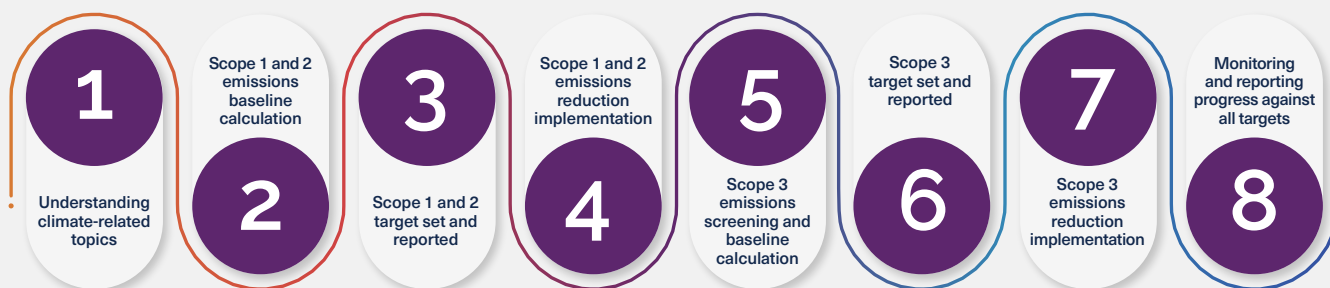 1
Understanding
climate-related
topics
Scope 1 and 2
emissions
baseline
calculation
2
3
Scope 1 and 2
target set and
reported
Scope 1 and 2
emissions
reduction
implementation
4
5
Scope 3
emissions
screening and
baseline
calculation
Scope 3
target set and
reported
6
7
Scope 3
emissions
reduction
implementation
Monitoring
and reporting
progress against
all targets
8